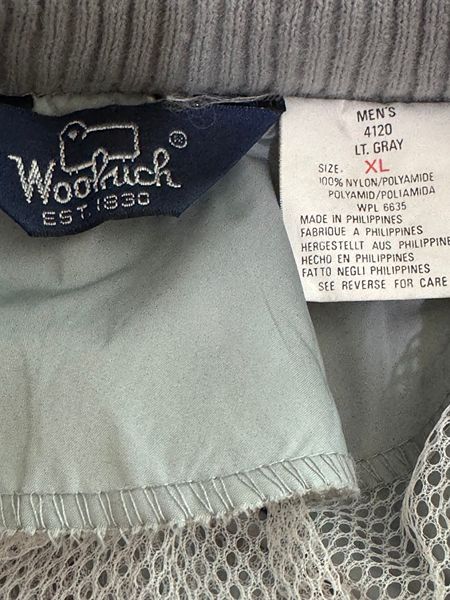 Woolrich®
EST. 1830
MEN'S
4120
LT. GRAY
SIZE. XL
100% NYLON/POLYAMIDE
POLYAMID/POLIAMIDA
WPL 6635
MADE IN PHILIPPINES
FABRIQUE A PHILIPPINES
HERGESTELLT AUS PHILIPPINE
HECHO EN PHILIPPINES
FATTO NEGLI PHILIPPINES
SEE REVERSE FOR CARE